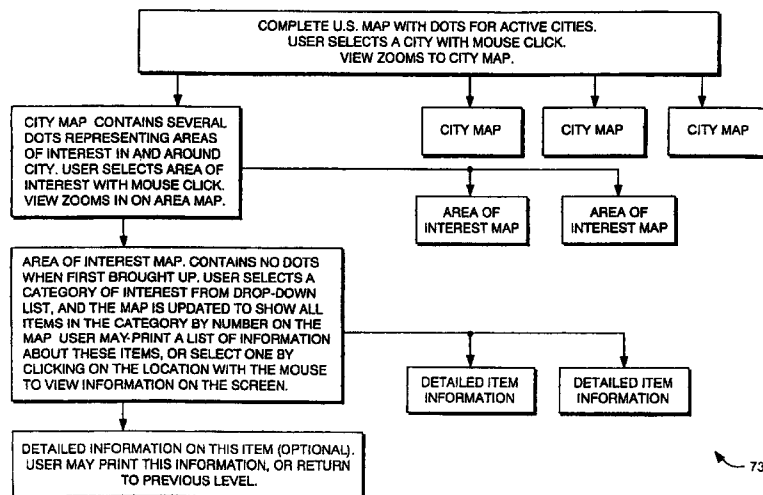 COMPLETE U.S. MAP WITH DOTS FOR ACTIVE CITIES.
USER SELECTS A CITY WITH MOUSE CLICK.
VIEW ZOOMS TO CITY MAP.
CITY MAP CONTAINS SEVERAL
DOTS REPRESENTING AREAS
OF INTEREST IN AND AROUND
CITY. USER SELECTS AREA OF
INTEREST WITH MOUSE CLICK.
VIEW ZOOMS IN ON AREA MAP.
CITY MAP
CITY MAP
CITY MAP
AREA OF
INTEREST MAP
AREA OF
INTEREST MAP
AREA OF INTEREST MAP. CONTAINS NO DOTS
WHEN FIRST BROUGHT UP. USER SELECTS A
CATEGORY OF INTEREST FROM DROP-DOWN
LIST, AND THE MAP IS UPDATED TO SHOW ALL
ITEMS IN THE CATEGORY BY NUMBER ON THE
MAP USER MAY PRINT A LIST OF INFORMATION
ABOUT THESE ITEMS, OR SELECT ONE BY
CLICKING ON THE LOCATION WITH THE MOUSE
TO VIEW INFORMATION ON THE SCREEN.
DETAILED ITEM
INFORMATION
DETAILED ITEM
INFORMATION
DETAILED INFORMATION ON THIS ITEM (OPTIONAL).
USER MAY PRINT THIS INFORMATION, OR RETURN
TO PREVIOUS LEVEL.
73